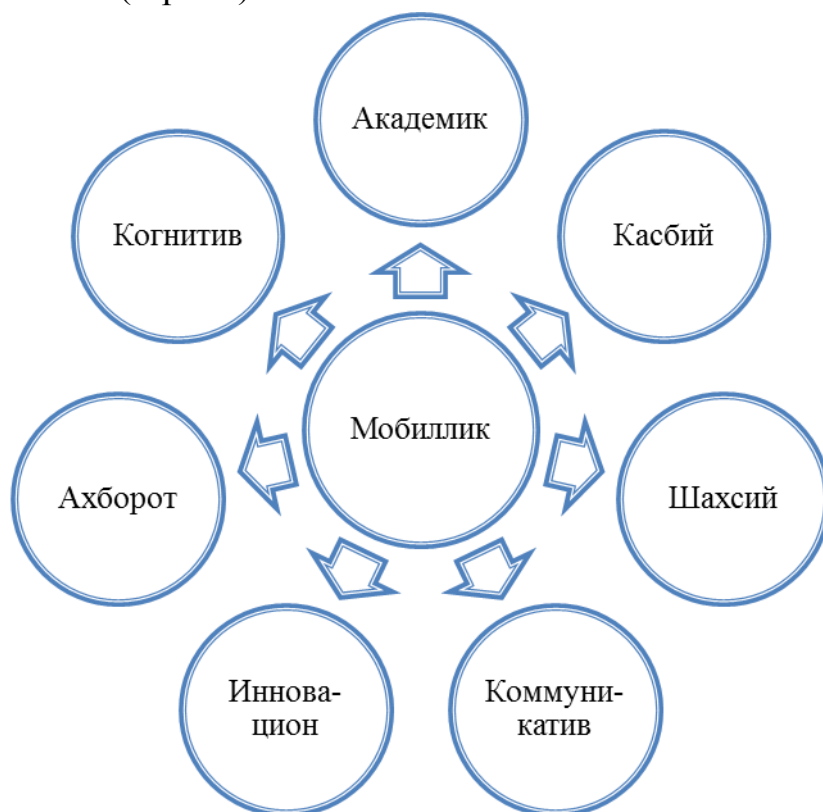 Академик
Когнитив
Касбий
Мобиллик
Ахборот
Шахсий
Иннова-
цион
Коммуни-
катив